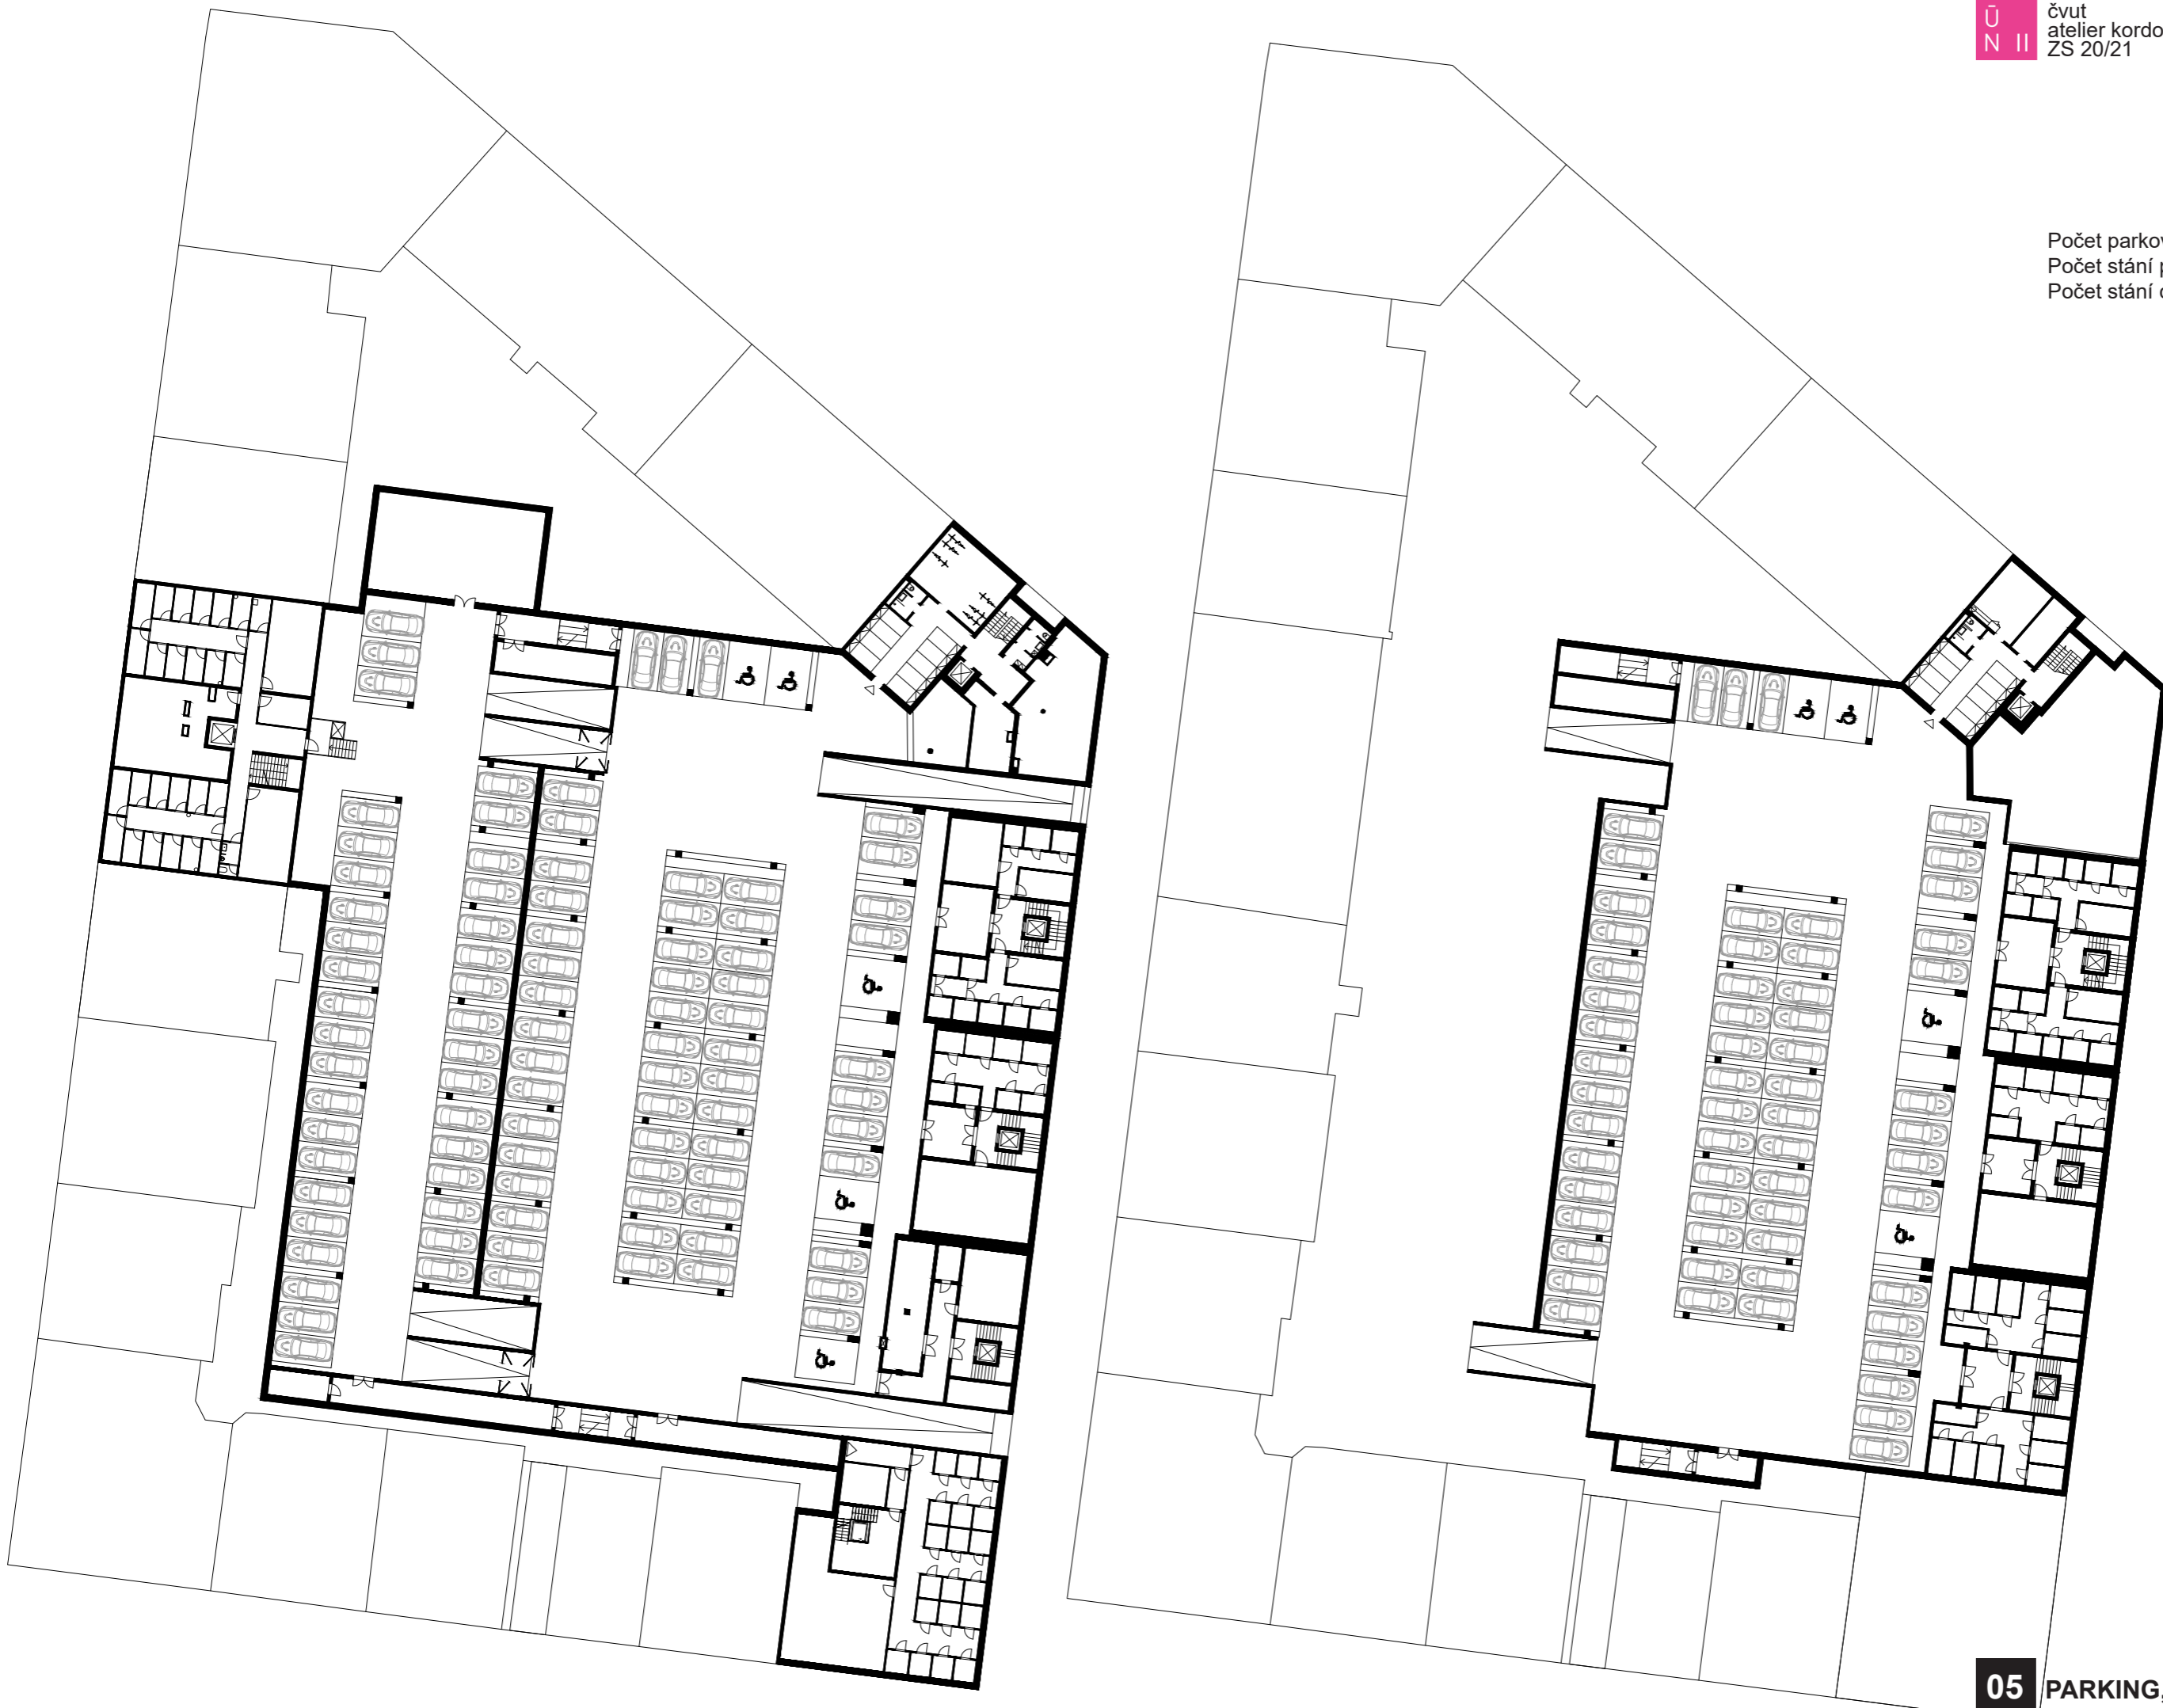 Ū
N II
čvut
atelier kordo
ZS 20/21
Počet parkov
Počet stání p
Počet stání
05 PARKING,